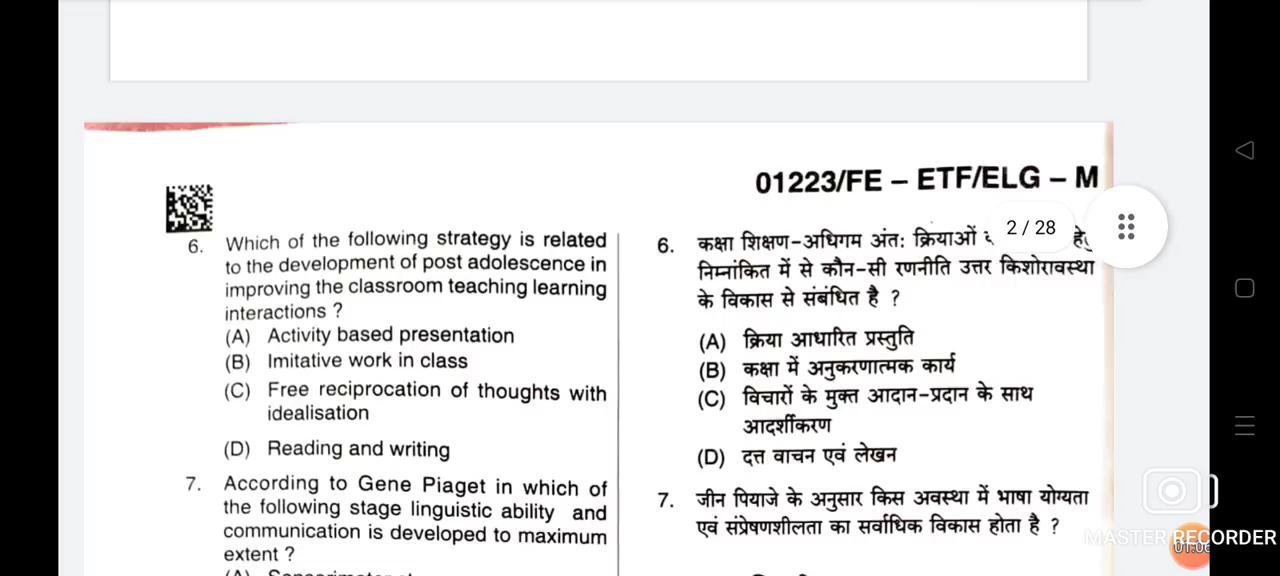 01223/FE – ETF/ELG – M
2 / 28
6. Which of the following strategy is related
to the development of post adolescence in
improving the classroom teaching learning
interactions ?
(A) Activity based presentation
(B) Imitative work in class
(C) Free reciprocation of thoughts with
idealisation
(D) Reading and writing
7. According to Gene Piaget in which of
the following stage linguistic ability and
communication is developed to maximum
extent ?
6. कक्षा शिक्षण-अधिगम अंतः क्रियाओं
निम्नांकित में से कौन-सी रणनीति उत्तर किशोरावस्था
के विकास से संबंधित है ?
(A) क्रिया आधारित प्रस्तुति
(B) कक्षा में अनुकरणात्मक कार्य
(C) विचारों के मुक्त आदान-प्रदान के साथ
आदर्शीकरण
(D) दत्त वाचन एवं लेखन
7. जीन पियाजे के अनुसार किस अवस्था में भाषा योग्यता
एवं संप्रेषणशीलता का सर्वाधिक विकास होता है ?
MASTER RECORDER